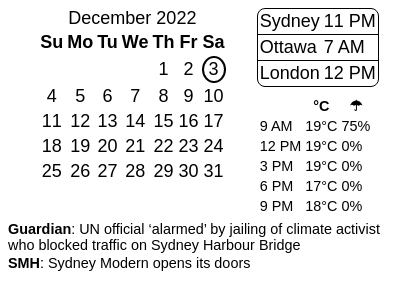 December 2022
Su Mo Tu We Th Fr Sa
1 2 3
4 5 6 7 8 9 10
11 12 13 14 15 16 17
18 19 20 21 22 23 24
25 26 27 28 29 30 31
Sydney 11 PM
Ottawa 7 AM
London 12 PM
°C ☂
9 AM 19°C 75%
12 PM 19°C 0%
3 PM 19°C 0%
6 PM 17°C 0%
9 PM 18°C 0%
Guardian: UN official ‘alarmed’ by jailing of climate activist
who blocked traffic on Sydney Harbour Bridge
SMH: Sydney Modern opens its doors